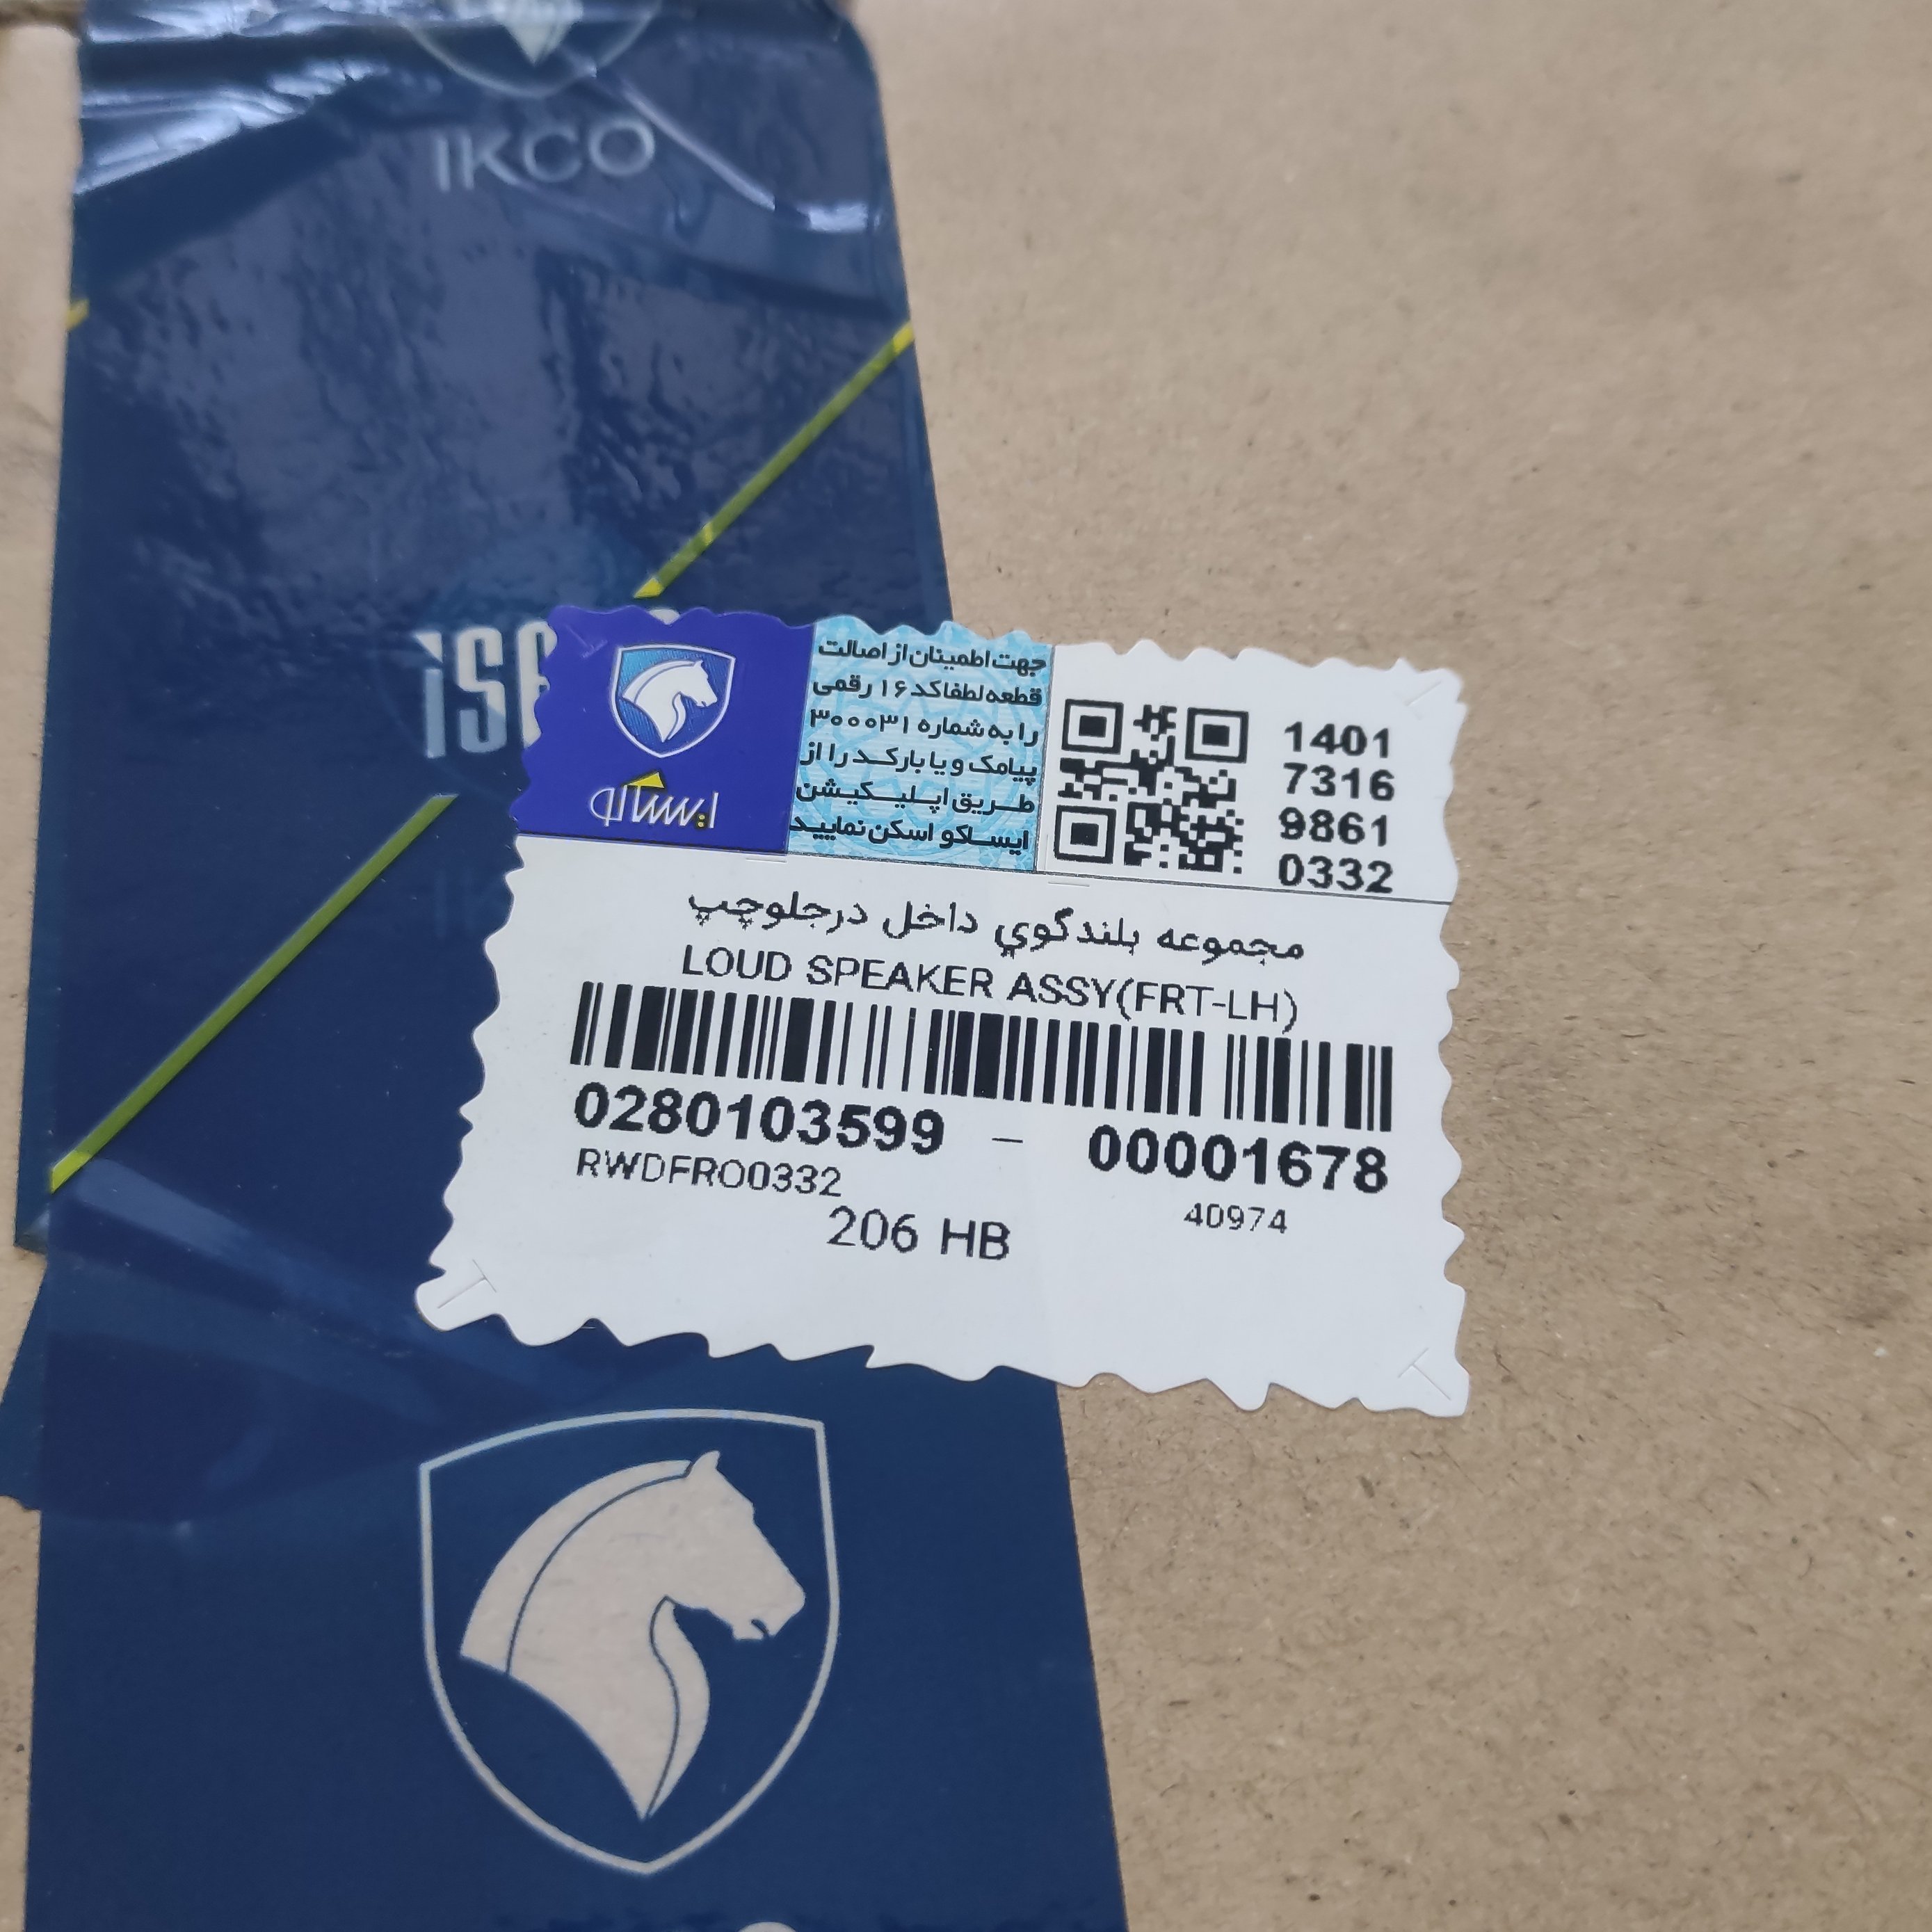 IKCO
ایساکو
جهت اطمینان از اصالت
قطعه لطفا کد ۱۶ رقمی
را به شماره ۳۰۰۰۳۱
پیامک و یا بارکد را از
طریق اپلیکیشن
ایساکو اسکن نمایید
1401
7316
9861
0332
مجموعه بلندگوي داخل درجلوچپ
LOUD SPEAKER ASSY(FRT-LH)
0280103599 - 00001678
RWDFRO0332
40974
206 HB